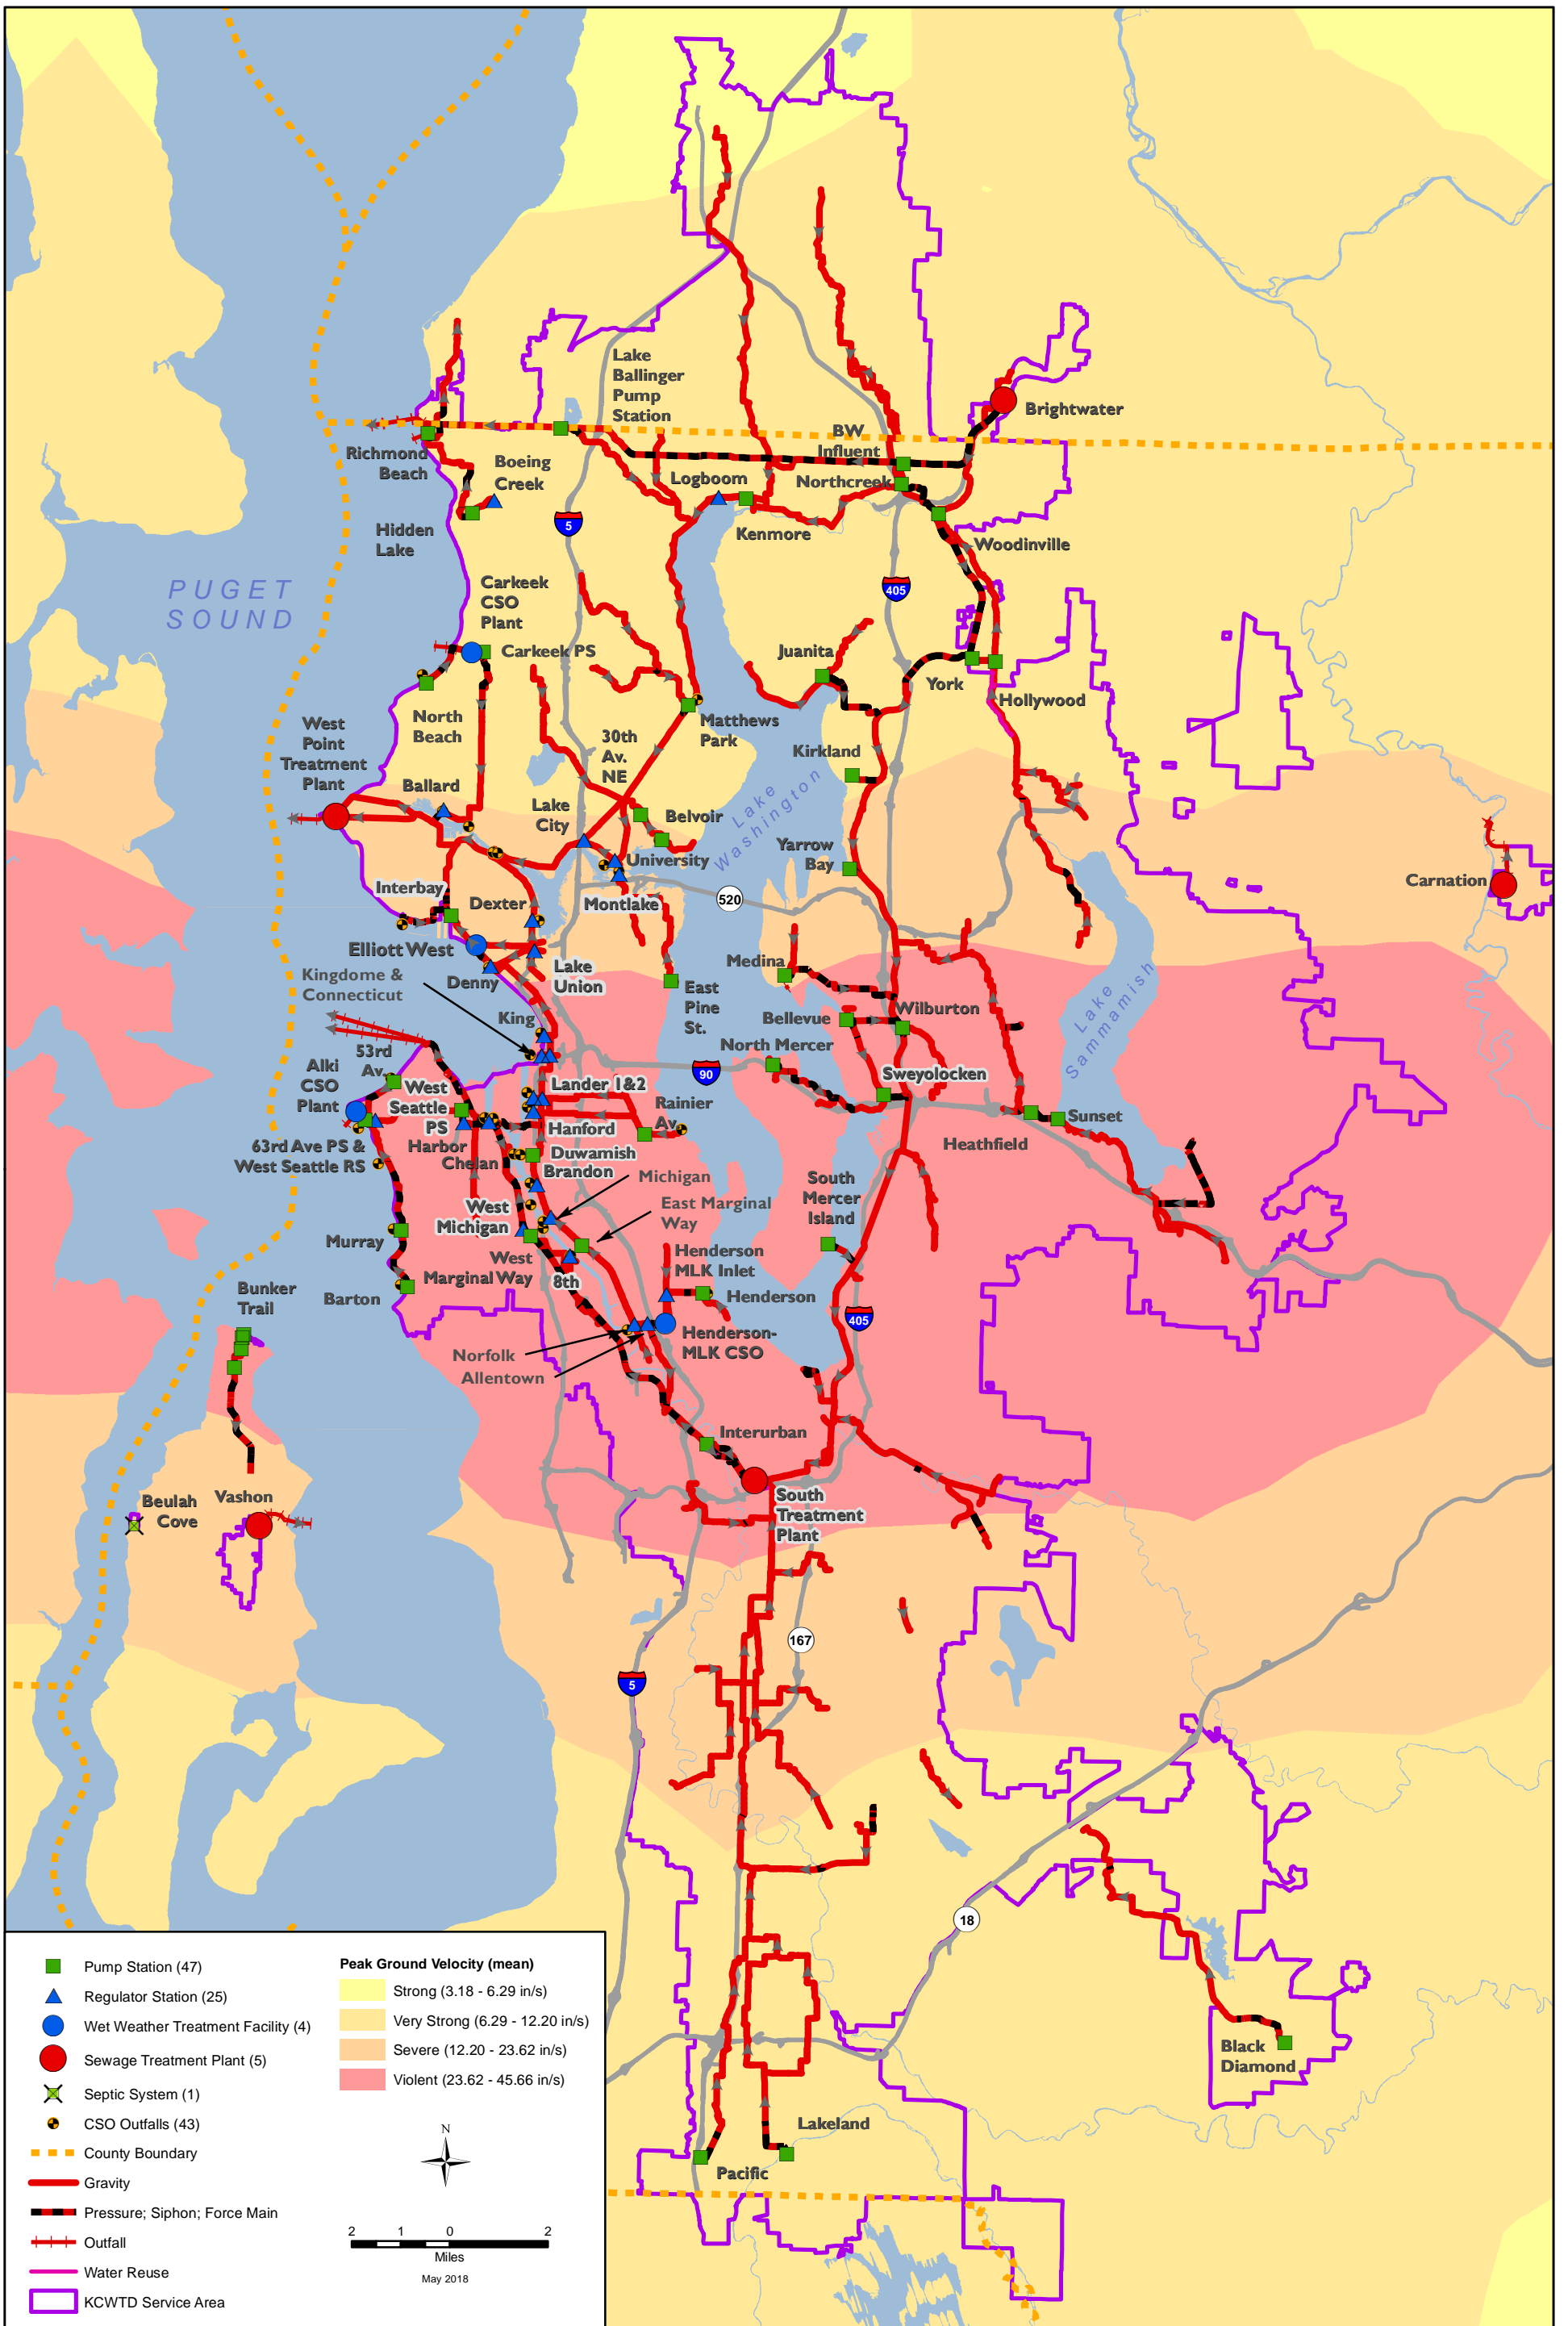 Lake
Ballinger
Pump
Station
Brightwater
BW
Influent
Richmond
Beach
Boeing
Creek
Logboom
Northcreek
Hidden
Lake
5
Kenmore
Woodinville
PUGET
SOUND
Carkeek
CSO
Plant
405
Carkeek PS
Juanita
York
Hollywood
West
Point
Treatment
Plant
North
Beach
Matthews
Park
30th
Av.
NE
Kirkland
Ballard
Lake
City
Belvoir
Lake
Washington
University
Yarrow
Bay
Carnation
Interbay
Dexter
Montlake
520
Elliott West
Kingdome &
Connecticut
Denny
Lake
Union
East
Pine
St.
Medina
Lake
Sammamish
King
Bellevue
Wilburton
53rd
Av.
North Mercer
90
Alki
CSO
Plant
West
Seattle
PS
Lander 1&2
Rainier
Av
Sweyolocken
Sunset
Heathfield
Hanford
63rd Ave PS &
West Seattle RS
Harbor
Chelan
Duwamish
Brandon
Michigan
South
Mercer
Island
West
Michigan
East Marginal
Way
Murray
West
Marginal Way
8th
Henderson
MLK Inlet
Henderson
Bunker
Trail
Barton
405
Henderson-
MLK CSO
Norfolk
Allentown
Interurban
Beulah
Cove
Vashon
South
Treatment
Plant
167
5
18
Black
Diamond
Lakeland
Pacific
Pump Station (47)
Regulator Station (25)
Wet Weather Treatment Facility (4)
Sewage Treatment Plant (5)
Septic System (1)
CSO Outfalls (43)
County Boundary
Gravity
Pressure; Siphon; Force Main
Outfall
Water Reuse
KCWTD Service Area
Peak Ground Velocity (mean)
Strong (3.18 - 6.29 in/s)
Very Strong (6.29 - 12.20 in/s)
Severe (12.20 - 23.62 in/s)
Violent (23.62 - 45.66 in/s)
N
2 1 0 2
Miles
May 2018